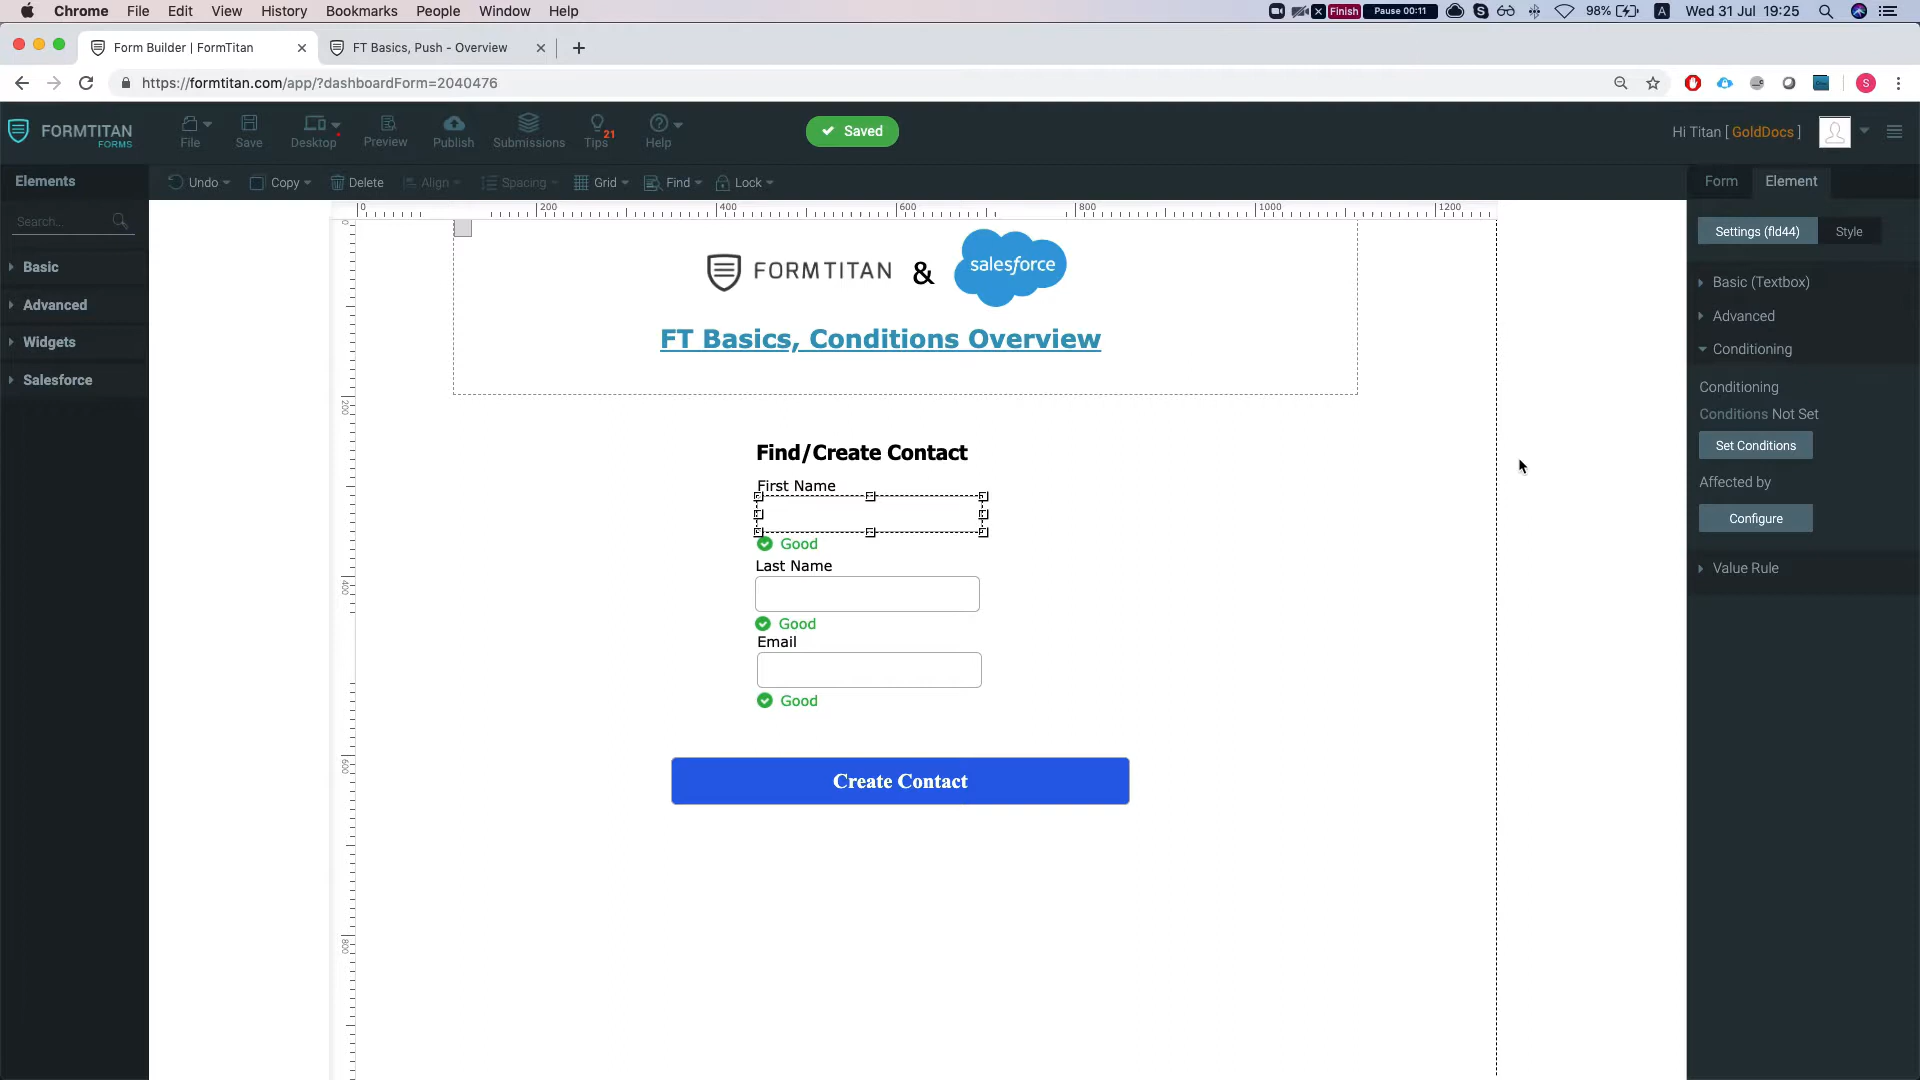 Chrome File Edit View History Bookmarks People Window Help
Finish Pause 00:11 98% A Wed 31 Jul 19:25
Form Builder | FormTitan
FT Basics, Push - Overview
https://formtitan.com/app/?dashboardForm=2040476
S
FORMTITAN
FORMS
File Save Desktop Preview Publish Submissions Tips 21 Help
Saved
Hi Titan [ GoldDocs ]
Elements
Undo Copy Delete Align Spacing Grid Find Lock
Form Element
Search...
Basic
Advanced
Widgets
Salesforce
0 200 400 600 800 1000 1200
0
200
400
600
800
FORMTITAN & salesforce
FT Basics, Conditions Overview
Find/Create Contact
First Name
Good
Last Name
Good
Email
Good
Create Contact
Settings (fld44) Style
Basic (Textbox)
Advanced
Conditioning
Conditioning
Conditions Not Set
Set Conditions
Affected by
Configure
Value Rule